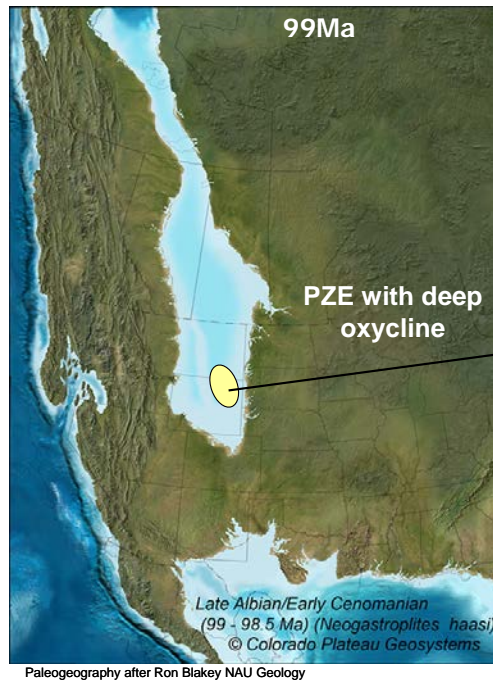 99Ma
PZE with deep
oxycline
Late Albian/Early Cenomanian
(99 - 98.5 Ma) (Neogastroplites haasi)
© Colorado Plateau Geosystems
Paleogeography after Ron Blakey NAU Geology